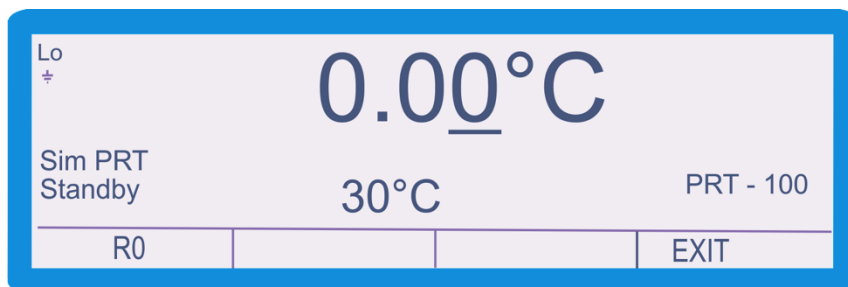 Lo
0.00°C
Sim PRT
Standby
30°C
PRT - 100
R0
EXIT